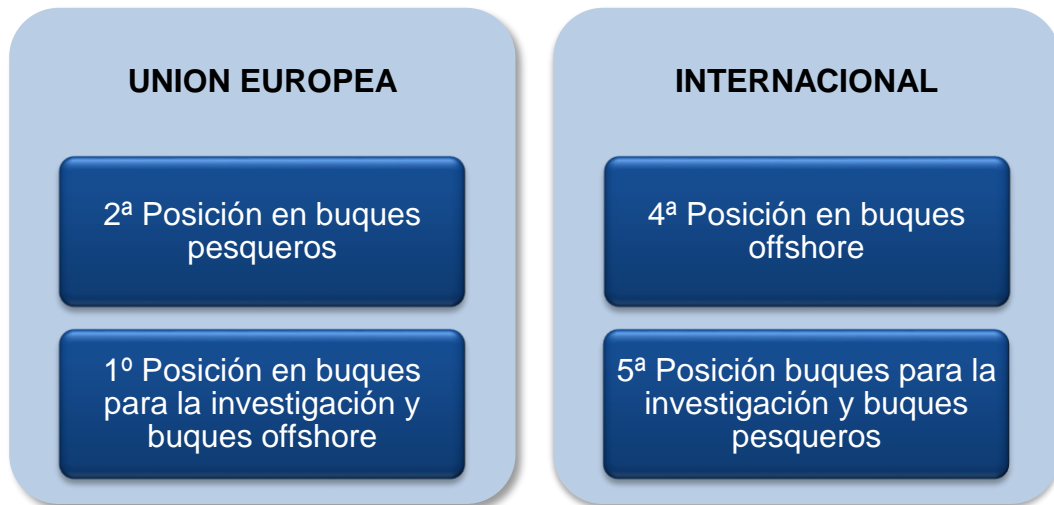 UNION EUROPEA
2ª Posición en buques
pesqueros
1º Posición en buques
para la investigación y
buques offshore
INTERNACIONAL
4ª Posición en buques
offshore
5ª Posición buques para la
investigación y buques
pesqueros